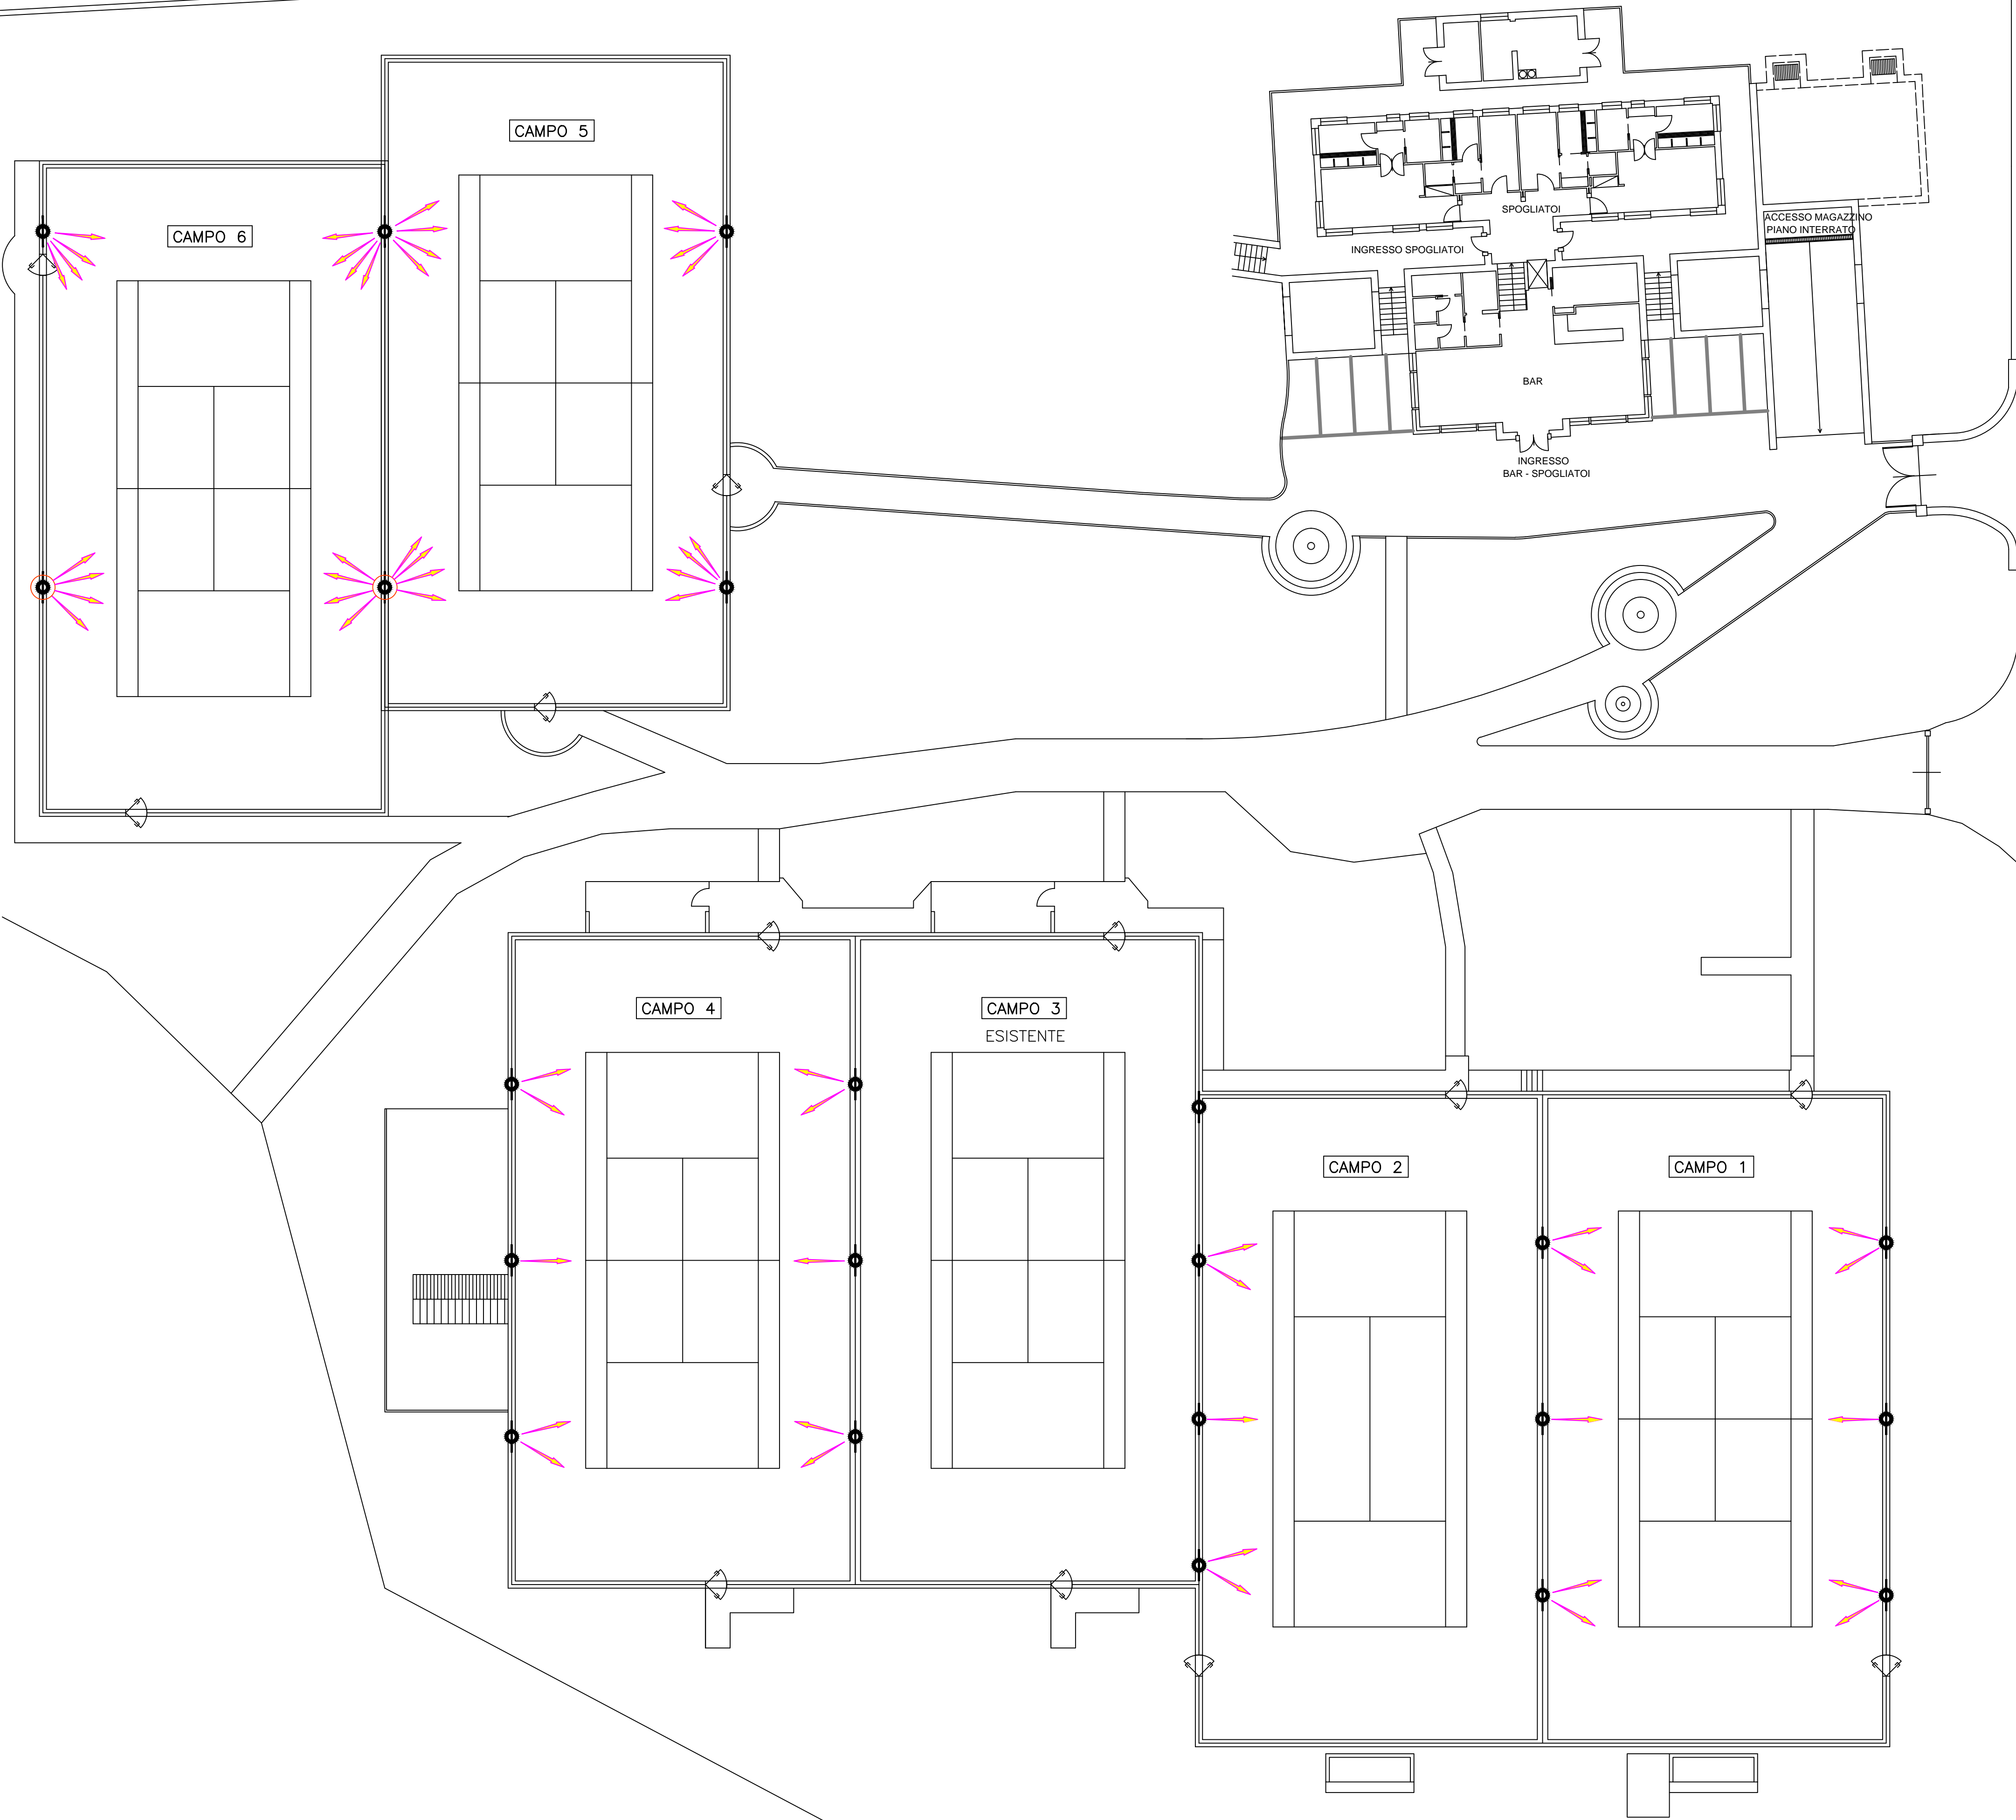 CAMPO 5
CAMPO 6
SPOGLIATOI
ACCESSO MAGAZZINO
PIANO INTERRATO
INGRESSO SPOGLIATOI
BAR
INGRESSO
BAR - SPOGLIATOI
CAMPO 4
CAMPO 3
ESISTENTE
CAMPO 2
CAMPO 1